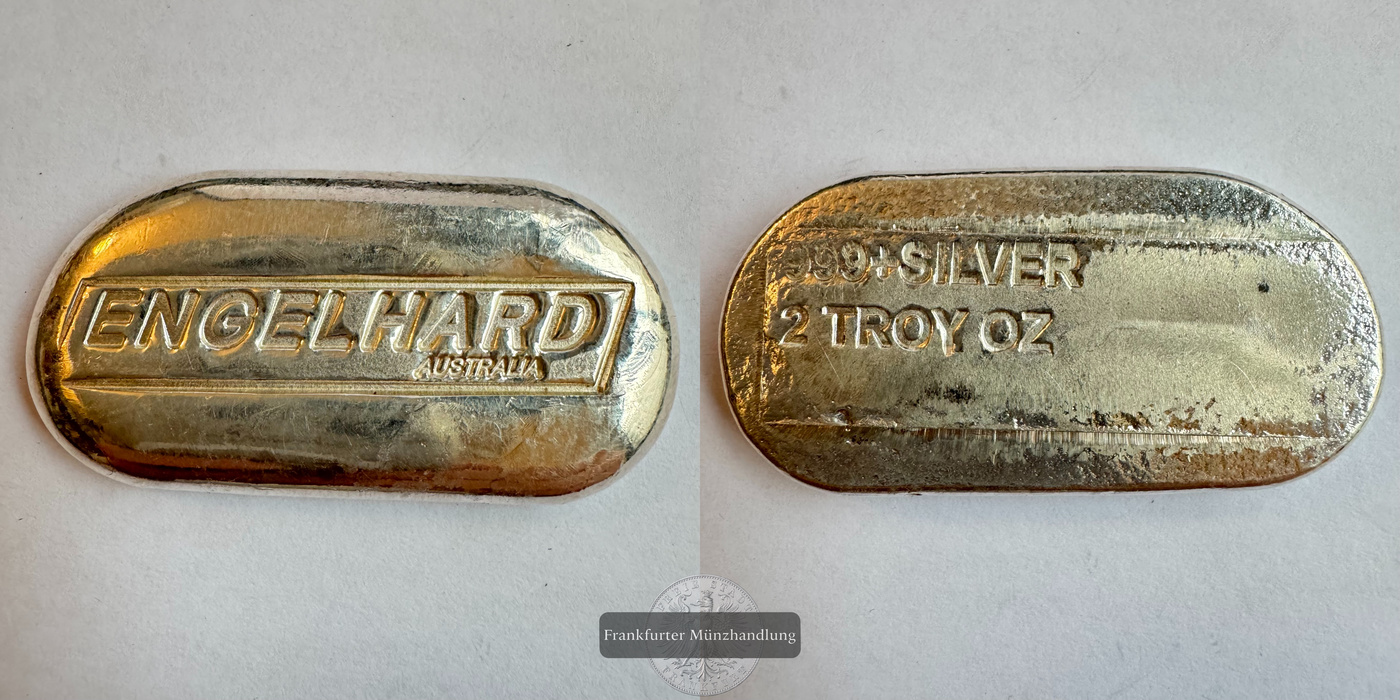 ENGELHARD
AUSTRALIA
999+SILVER
2 TROY OZ
Frankfurter Münzhandlung